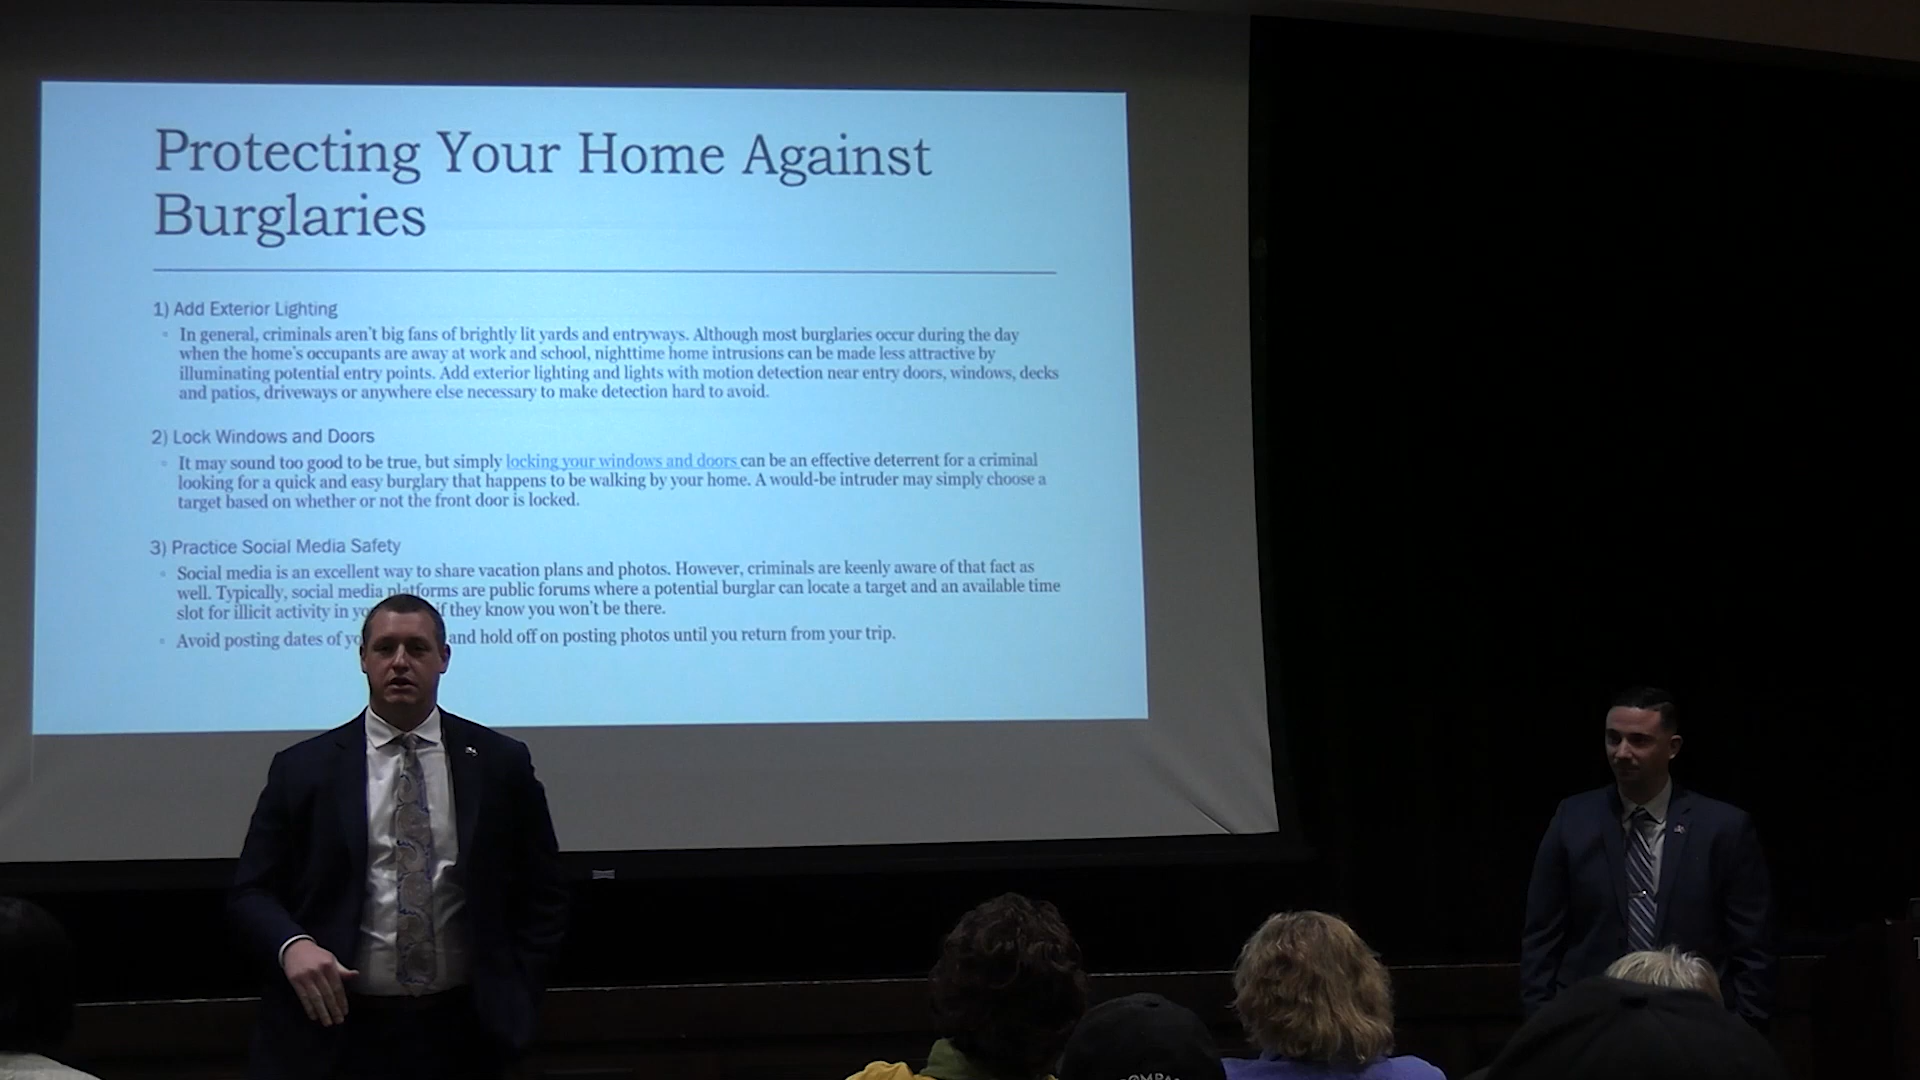 Protecting Your Home Against
Burglaries
1) Add Exterior Lighting
In general, criminals aren't big fans of brightly lit yards and entryways. Although most burglaries occur during the day
when the home's occupants are away at work and school, nighttime home intrusions can be made less attractive by
illuminating potential entry points. Add exterior lighting and lights with motion detection near entry doors, windows, decks
and patios, driveways or anywhere else necessary to make detection hard to avoid.
2) Lock Windows and Doors
It may sound too good to be true, but simply locking your windows and doors can be an effective deterrent for a criminal
looking for a quick and easy burglary that happens to be walking by your home. A would-be intruder may simply choose a
target based on whether or not the front door is locked.
3) Practice Social Media Safety
Social media is an excellent way to share vacation plans and photos. However, criminals are keenly aware of that fact as
well. Typically, social media platforms are public forums where a potential burglar can locate a target and an available time
slot for illicit activity in if they know you won't be there.
Avoid posting dates of and hold off on posting photos until you return from your trip.